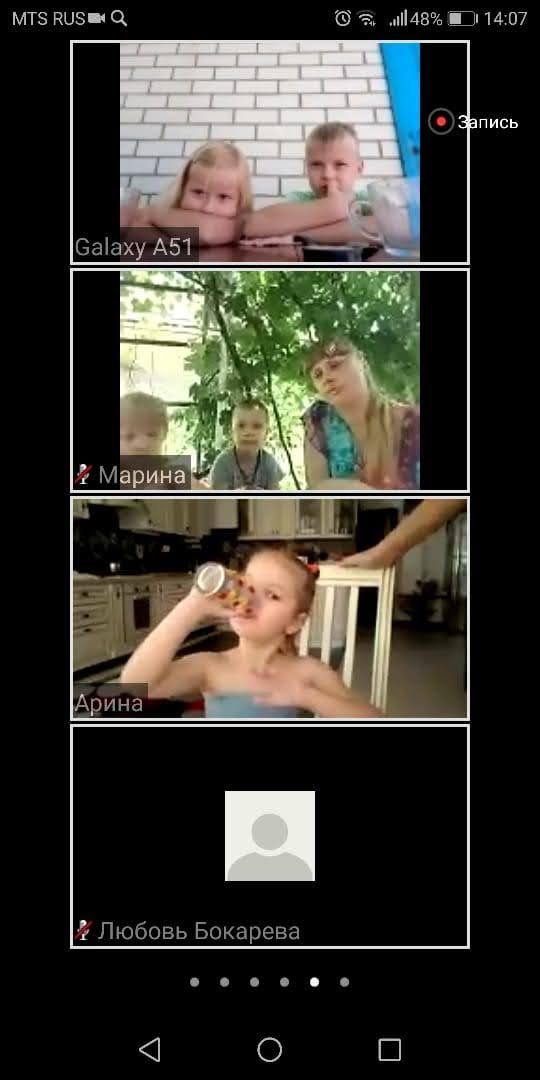 MTS RUS 48% 14:07
Запись
Galaxy A51
Марина
Арина
Любовь Бокарева